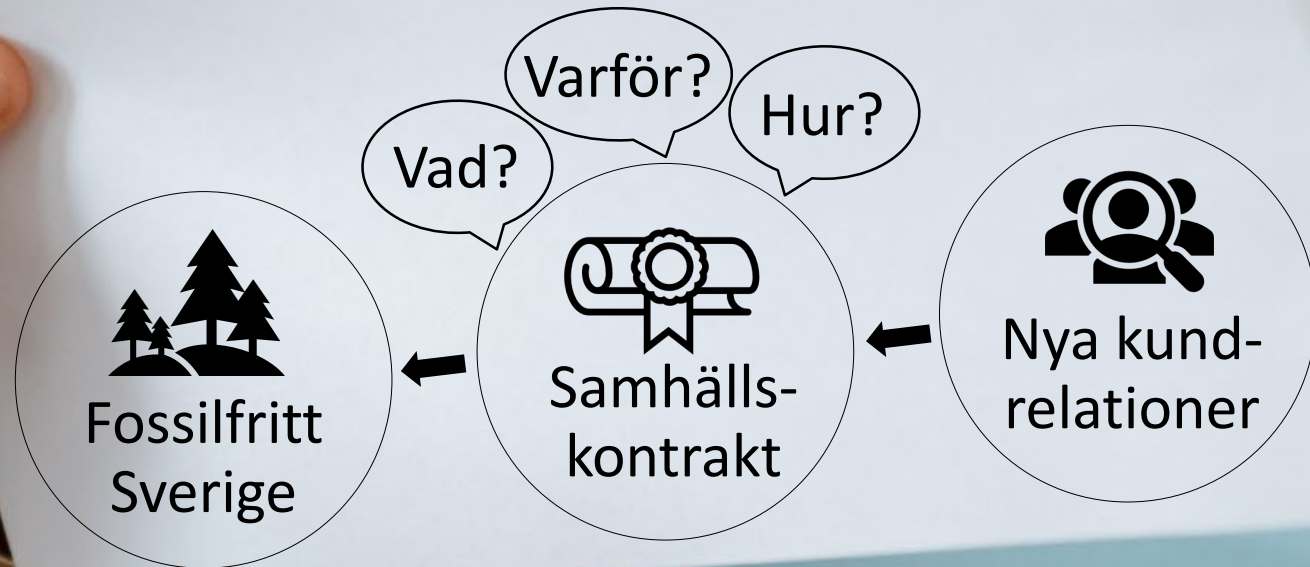 Vad?
Varför?
Hur?
Fossilfritt
Sverige
Samhälls-
kontrakt
Nya kund-
relationer